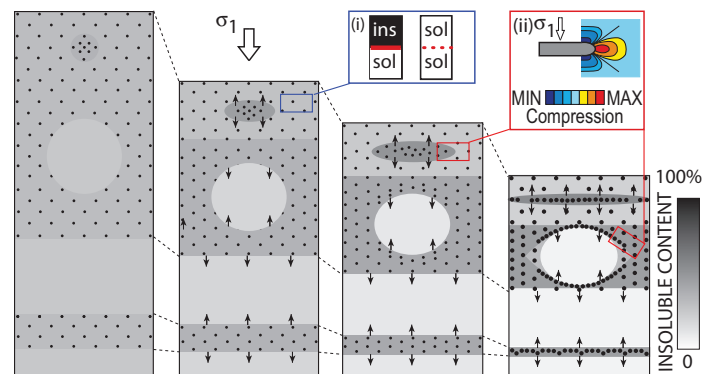 σ1
(i)
ins
sol
sol
sol
(ii)
σ1
MIN
MAX
Compression
100%
INSOLUBLE CONTENT
0